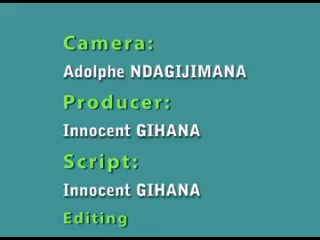 Camera:
Adolphe NDAGIJIMANA
Producer:
Innocent GIHANA
Script:
Innocent GIHANA
Editing